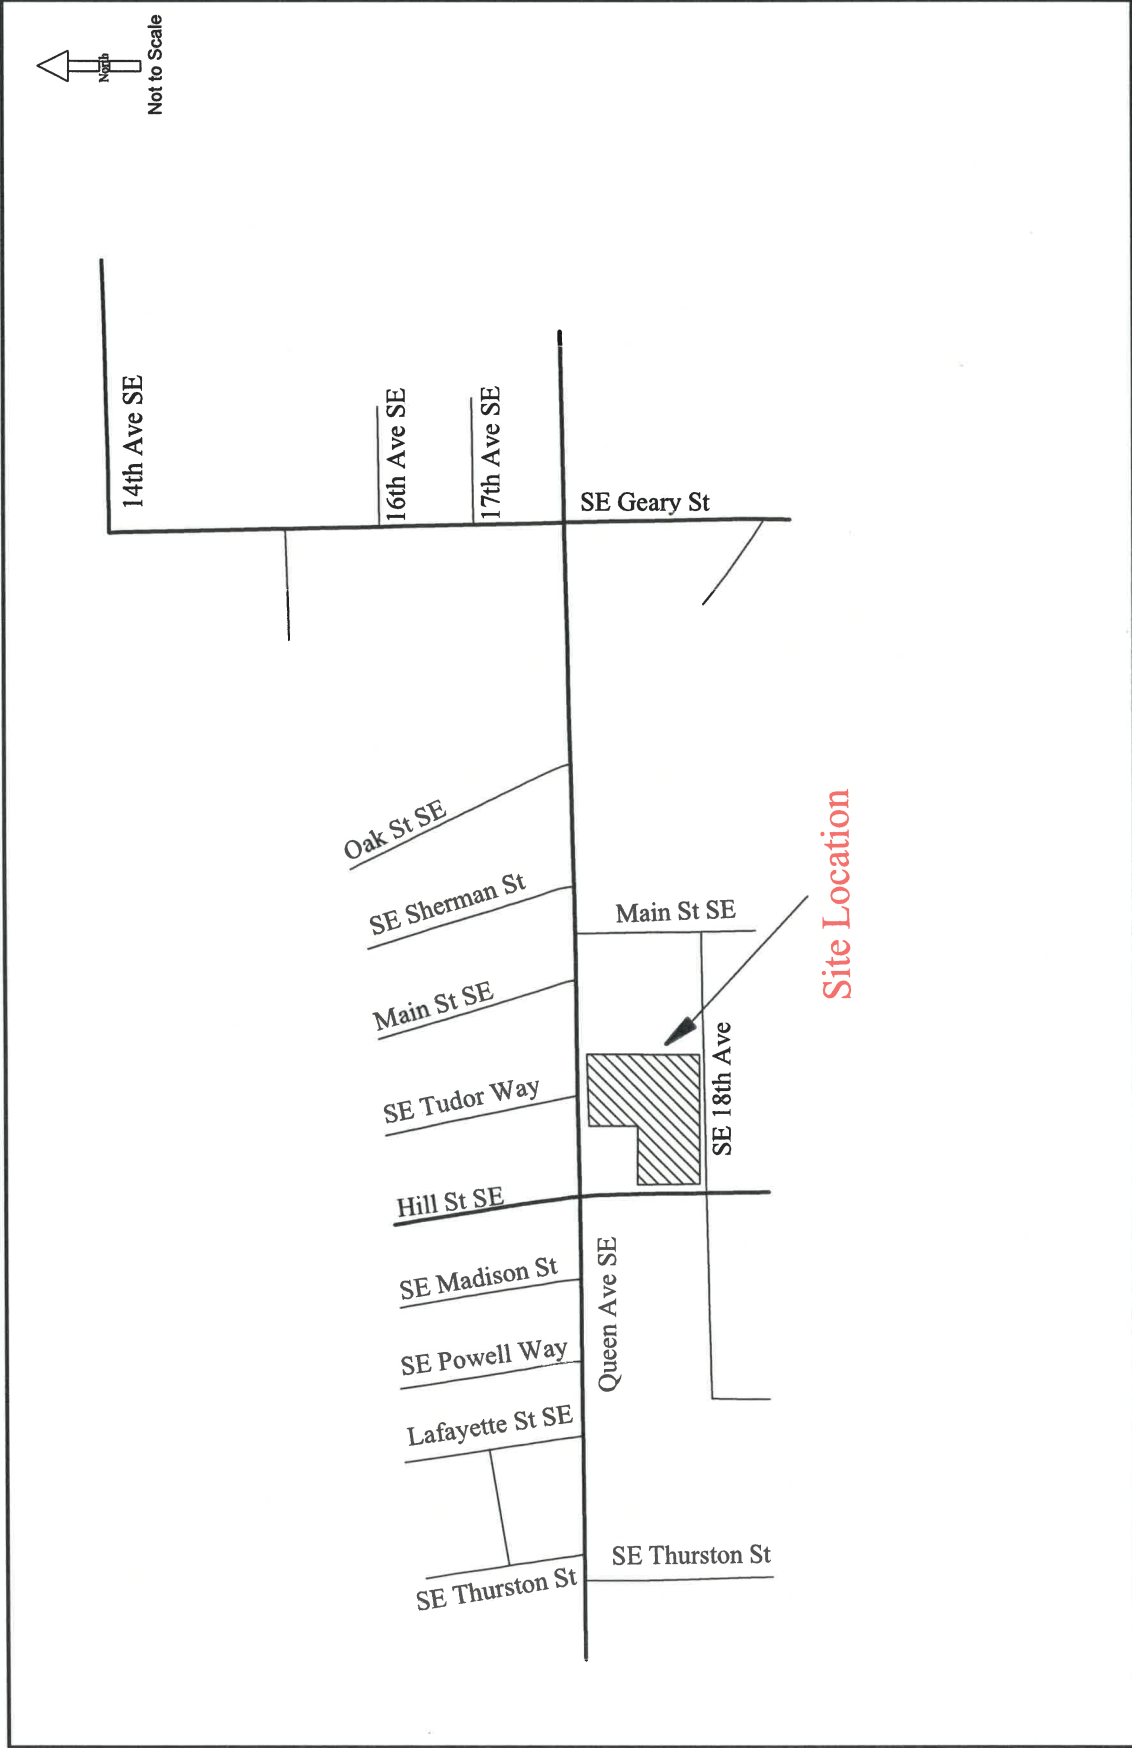 North
Not to Scale
14th Ave SE
16th Ave SE
17th Ave SE
SE Geary St
Oak St SE
SE Sherman St
Main St SE
Main St SE
Site Location
SE Tudor Way
SE 18th Ave
Hill St SE
SE Madison St
Queen Ave SE
SE Powell Way
Lafayette St SE
SE Thurston St
SE Thurston St